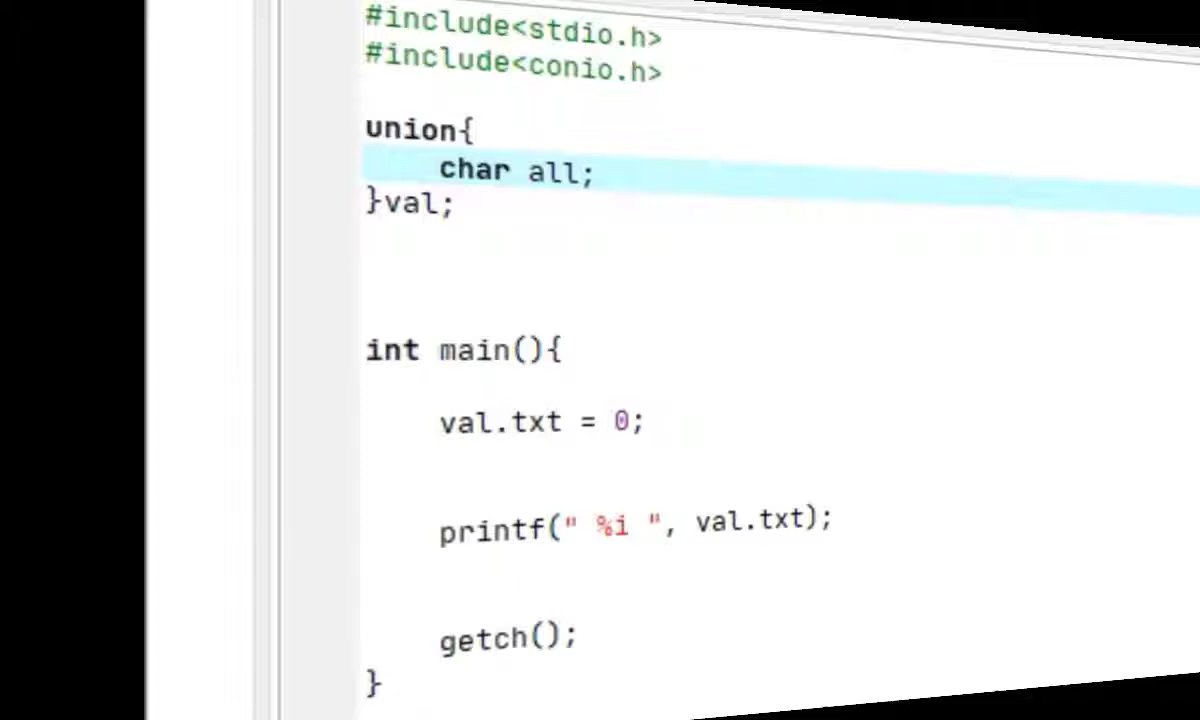 #include<stdio.h>
#include<conio.h>
union{
char all;
}val;
int main(){
val.txt = 0;
printf(" %i ", val.txt);
getch();
}